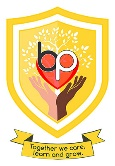 bp
Together we care,
learn and grow.